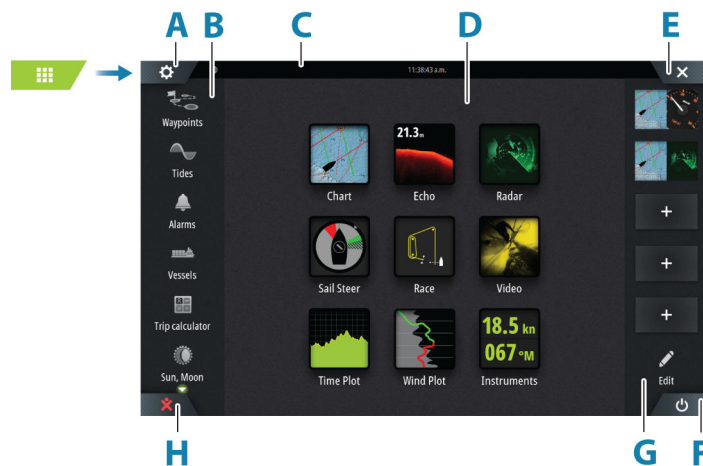 A
B
C
D
E
11:38:43 a.m.
Waypoints
Tides
Alarms
Vessels
Trip calculator
Sun, Moon
21.3m
Chart
Echo
Radar
Sail Steer
Race
Video
18.5 kn
067 °M
Time Plot
Wind Plot
Instruments
+
+
+
Edit
H
G
F